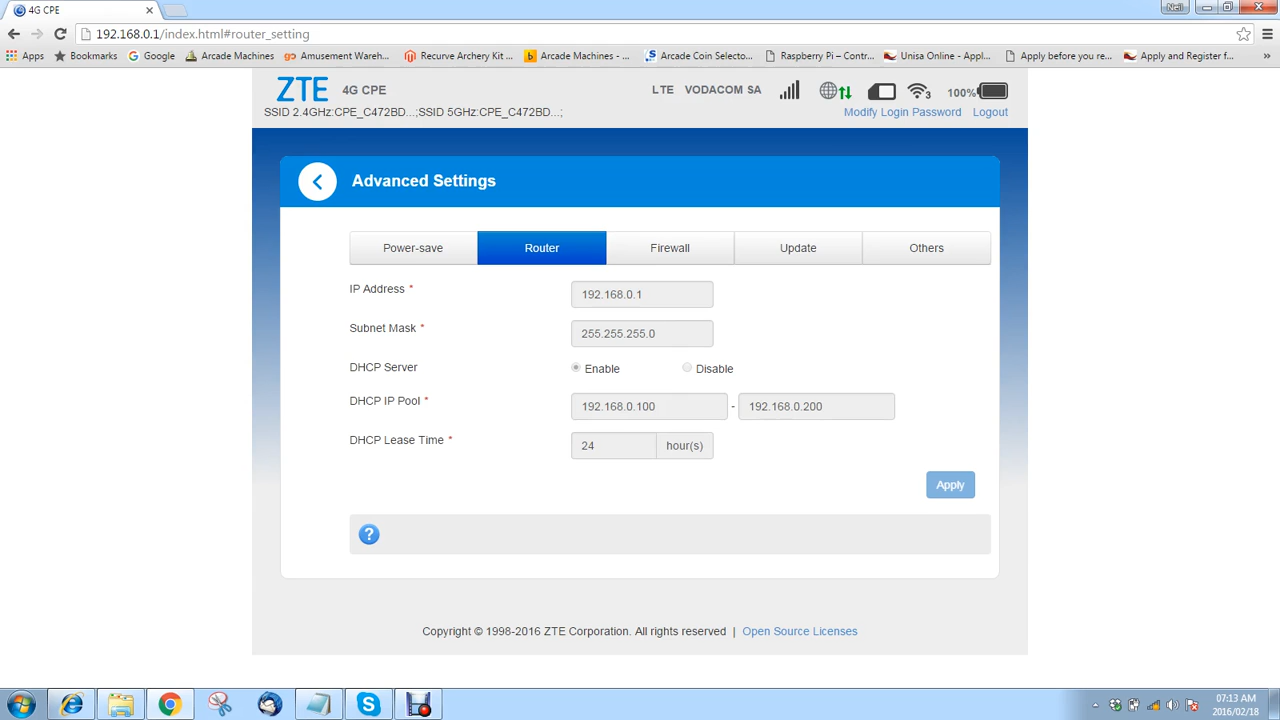 4G CPE
Neil
192.168.0.1/index.html#router_setting
Apps Bookmarks Google Arcade Machines Amusement Wareh... Recurve Archery Kit ... Arcade Machines - ... Arcade Coin Selecto... Raspberry Pi – Contr... Unisa Online - Appl... Apply before you re... Apply and Register f... »
ZTE 4G CPE LTE VODACOM SA 3 100%
SSID 2.4GHz:CPE_C472BD...;SSID 5GHz:CPE_C472BD...; Modify Login Password Logout
Advanced Settings
Power-save Router Firewall Update Others
IP Address * 192.168.0.1
Subnet Mask * 255.255.255.0
DHCP Server Enable Disable
DHCP IP Pool * 192.168.0.100 - 192.168.0.200
DHCP Lease Time * 24 hour(s)
Apply
?
Copyright © 1998-2016 ZTE Corporation. All rights reserved | Open Source Licenses
07:13 AM
2016/02/18